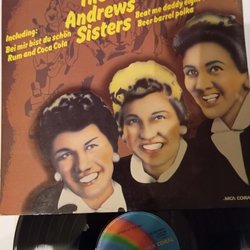 The
Andrews
Sisters
Including:
Bei mir bist du schön
Rum and Coca Cola
Beat me daddy eight
Beer barrel polka
MCA CORAL